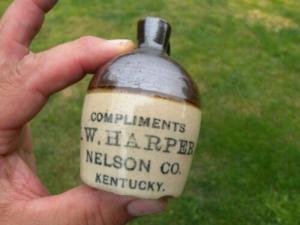 COMPLIMENTS
.W. HARPER
NELSON CO.
KENTUCKY.